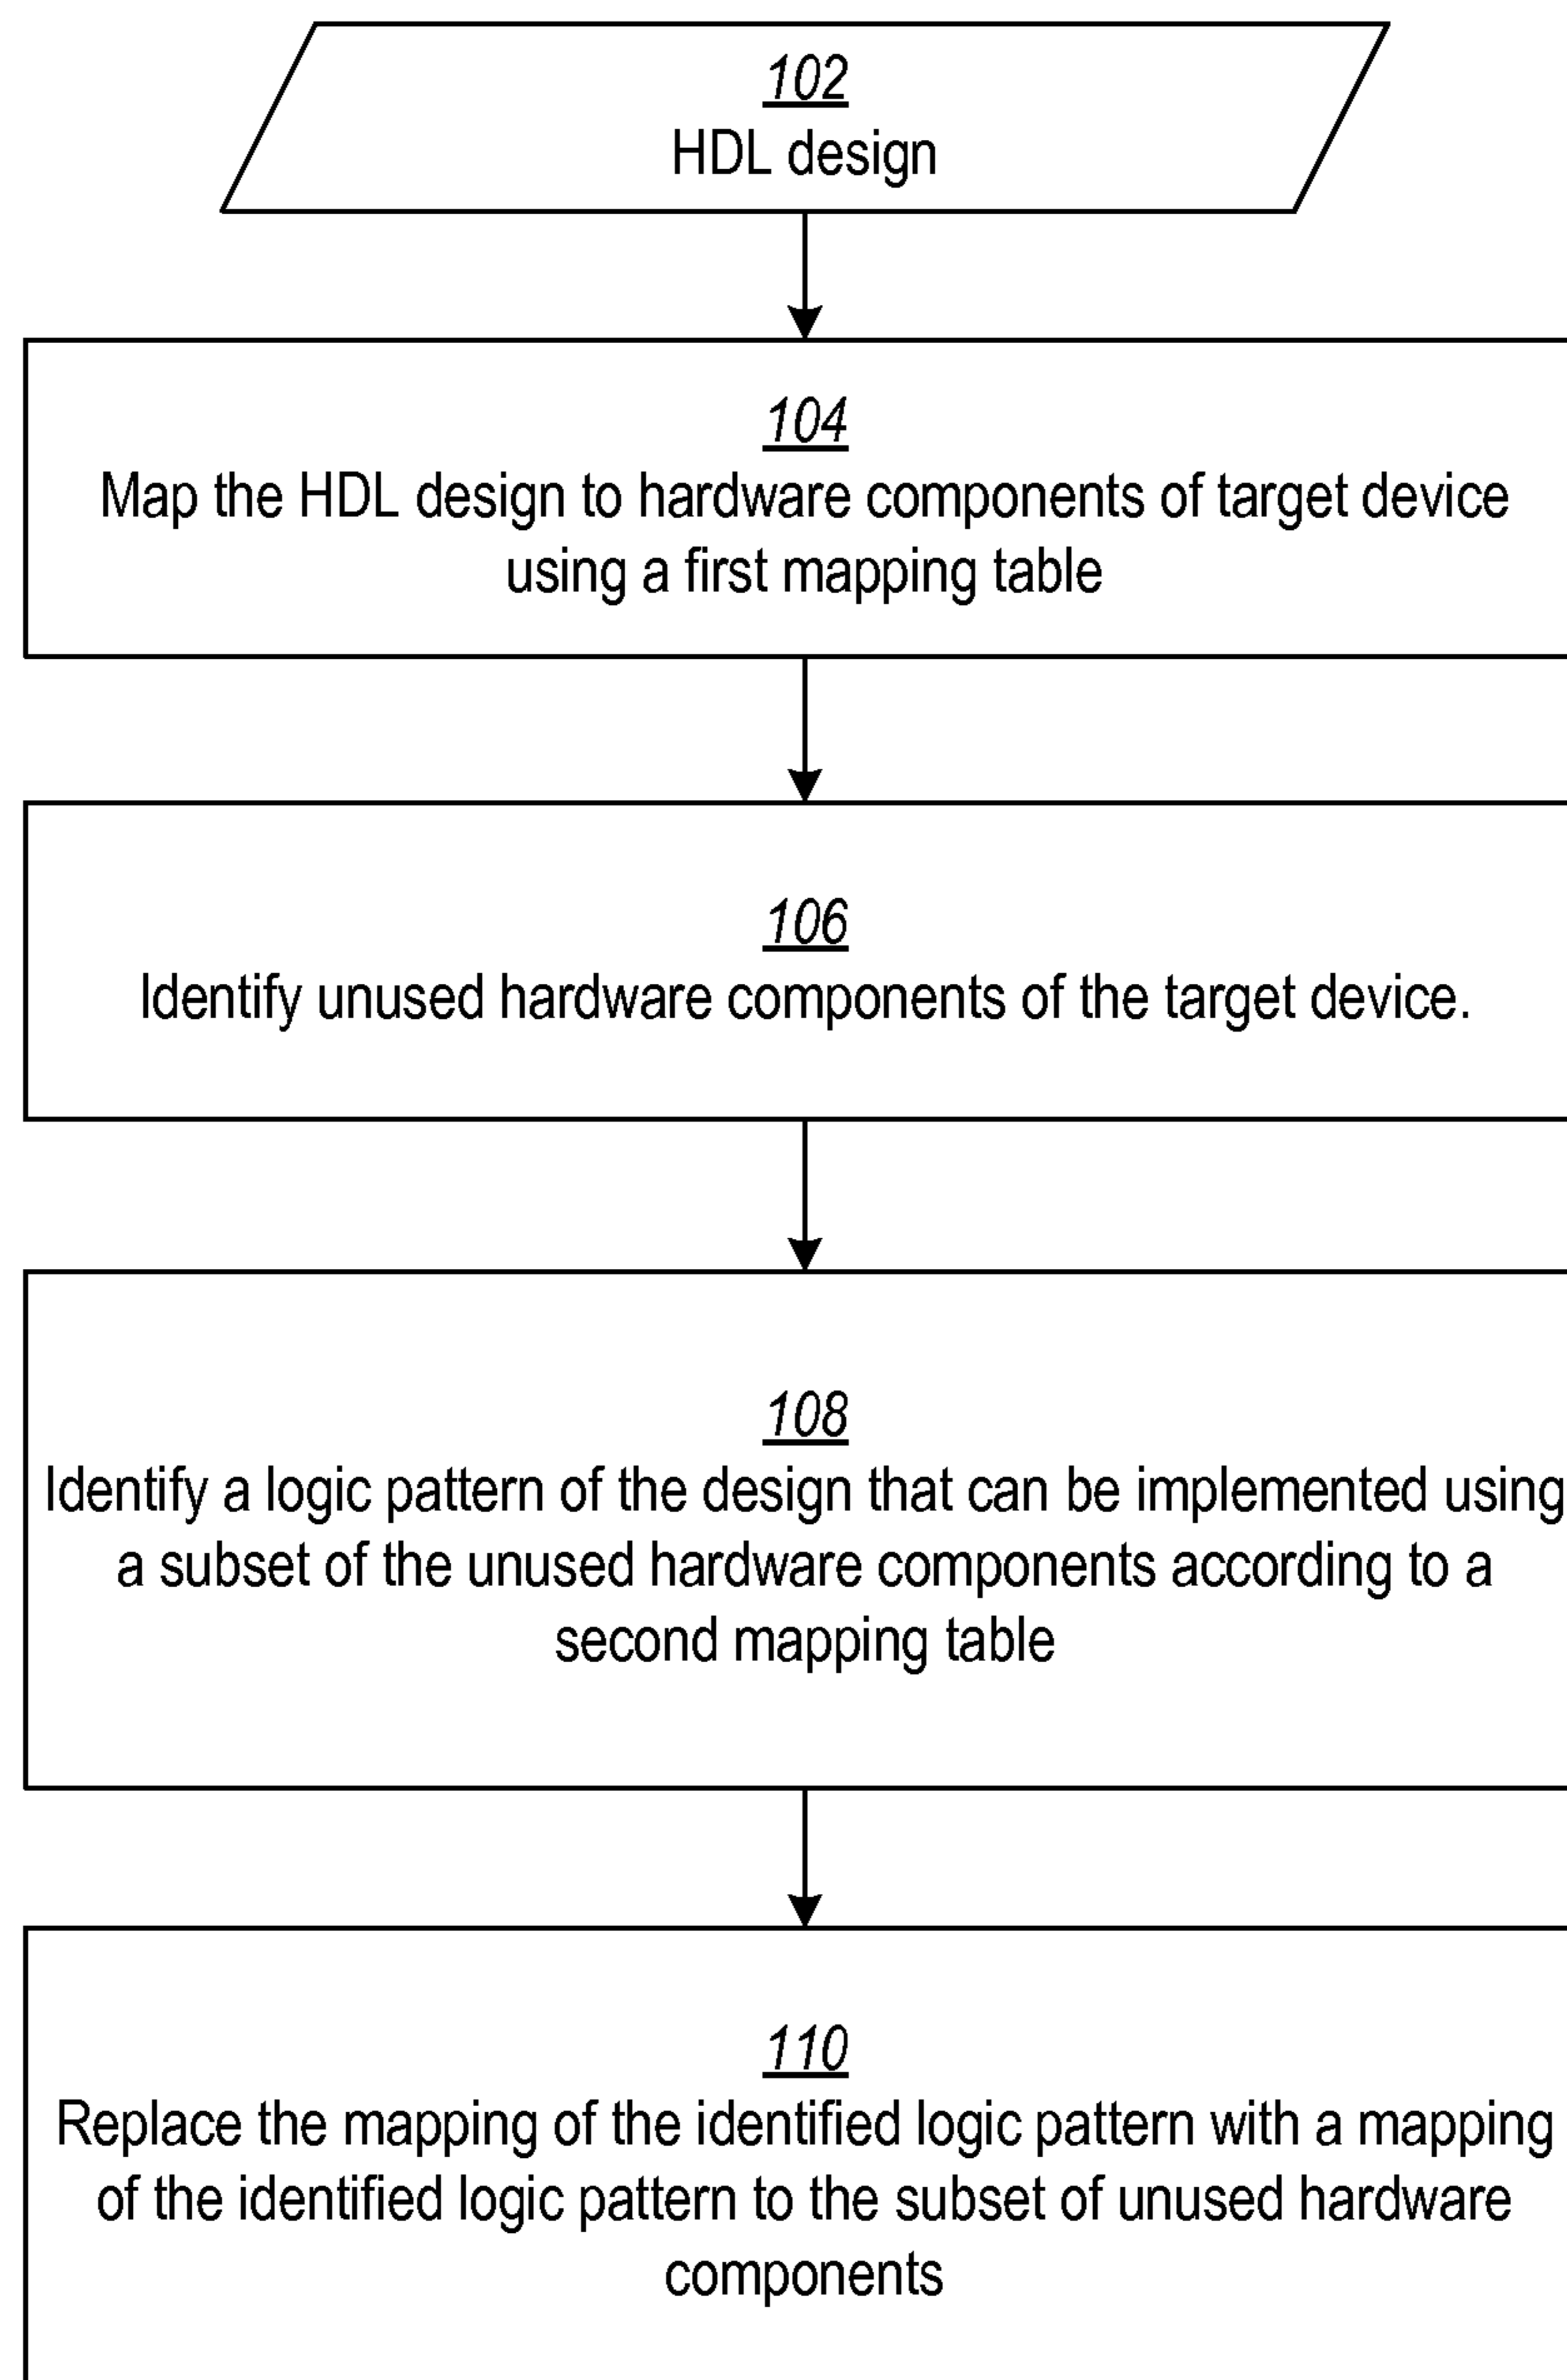 102
HDL design
104
Map the HDL design to hardware components of target device
using a first mapping table
106
Identify unused hardware components of the target device.
108
Identify a logic pattern of the design that can be implemented using
a subset of the unused hardware components according to a
second mapping table
110
Replace the mapping of the identified logic pattern with a mapping
of the identified logic pattern to the subset of unused hardware
components